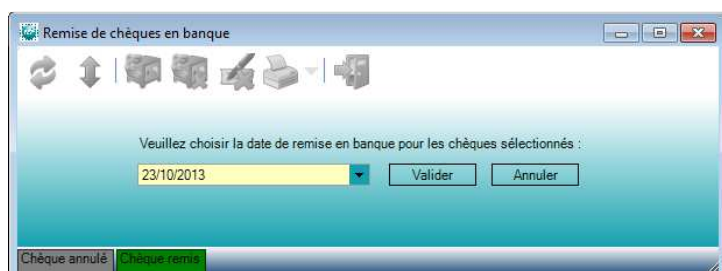 Remise de chèques en banque
Veuillez choisir la date de remise en banque pour les chèques sélectionnés :
23/10/2013 Valider Annuler
Chèque annulé Chèque remis